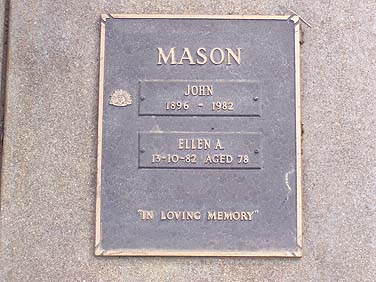 MASON
JOHN
1896 - 1982
ELLEN A.
13-10-82 AGED 78
"IN LOVING MEMORY"